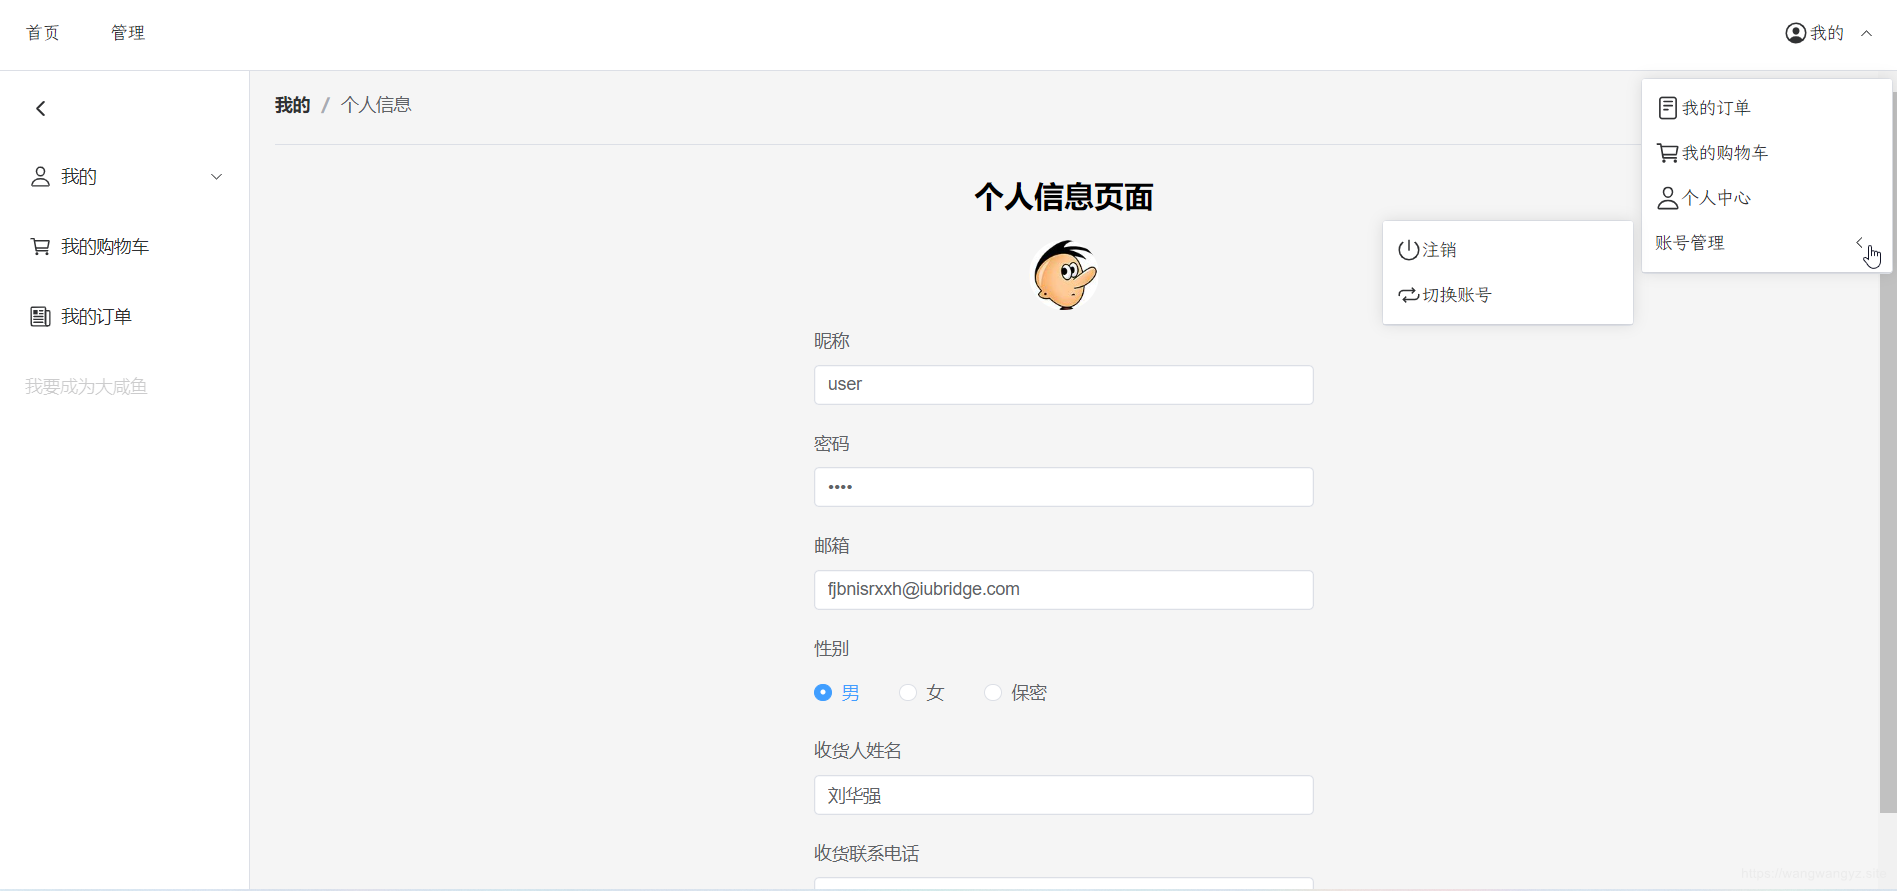 首页
管理
我的
我的
我的购物车
我的订单
我要成为大咸鱼
我的 / 个人信息
个人信息页面
昵称
user
密码
••••
邮箱
fjbnisrxxh@iubridge.com
性别
男
女
保密
收货人姓名
刘华强
收货联系电话
我的订单
我的购物车
个人中心
账号管理
注销
切换账号